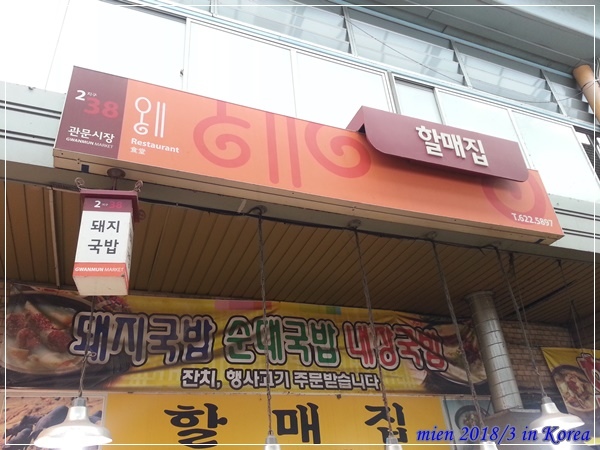 2지구
38
관문시장
GWANMUN MARKET
Restaurant
食堂
할매집
T.622.5897
2지구 38
돼지
국밥
GWANMUN MARKET
돼지국밥 순대국밥 내장국밥
잔치, 행사고기 주문받습니다
할매집
mien 2018/3 in Korea